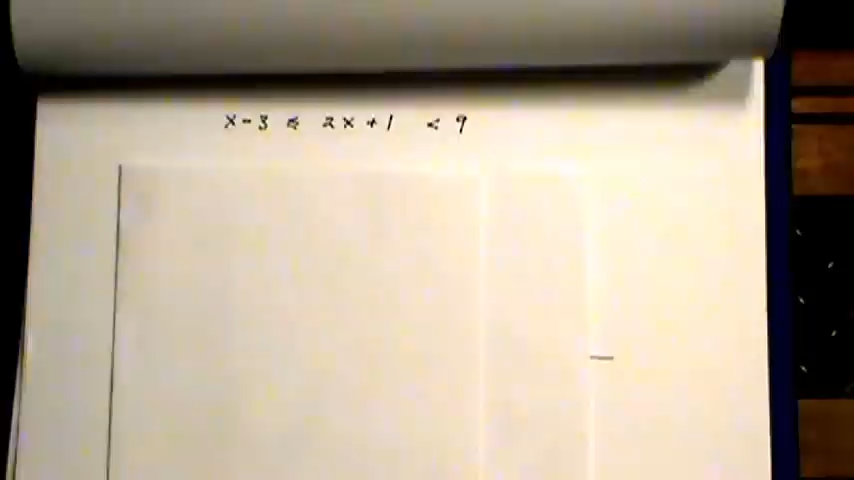 x-3 ≤ 2x+1 < 9